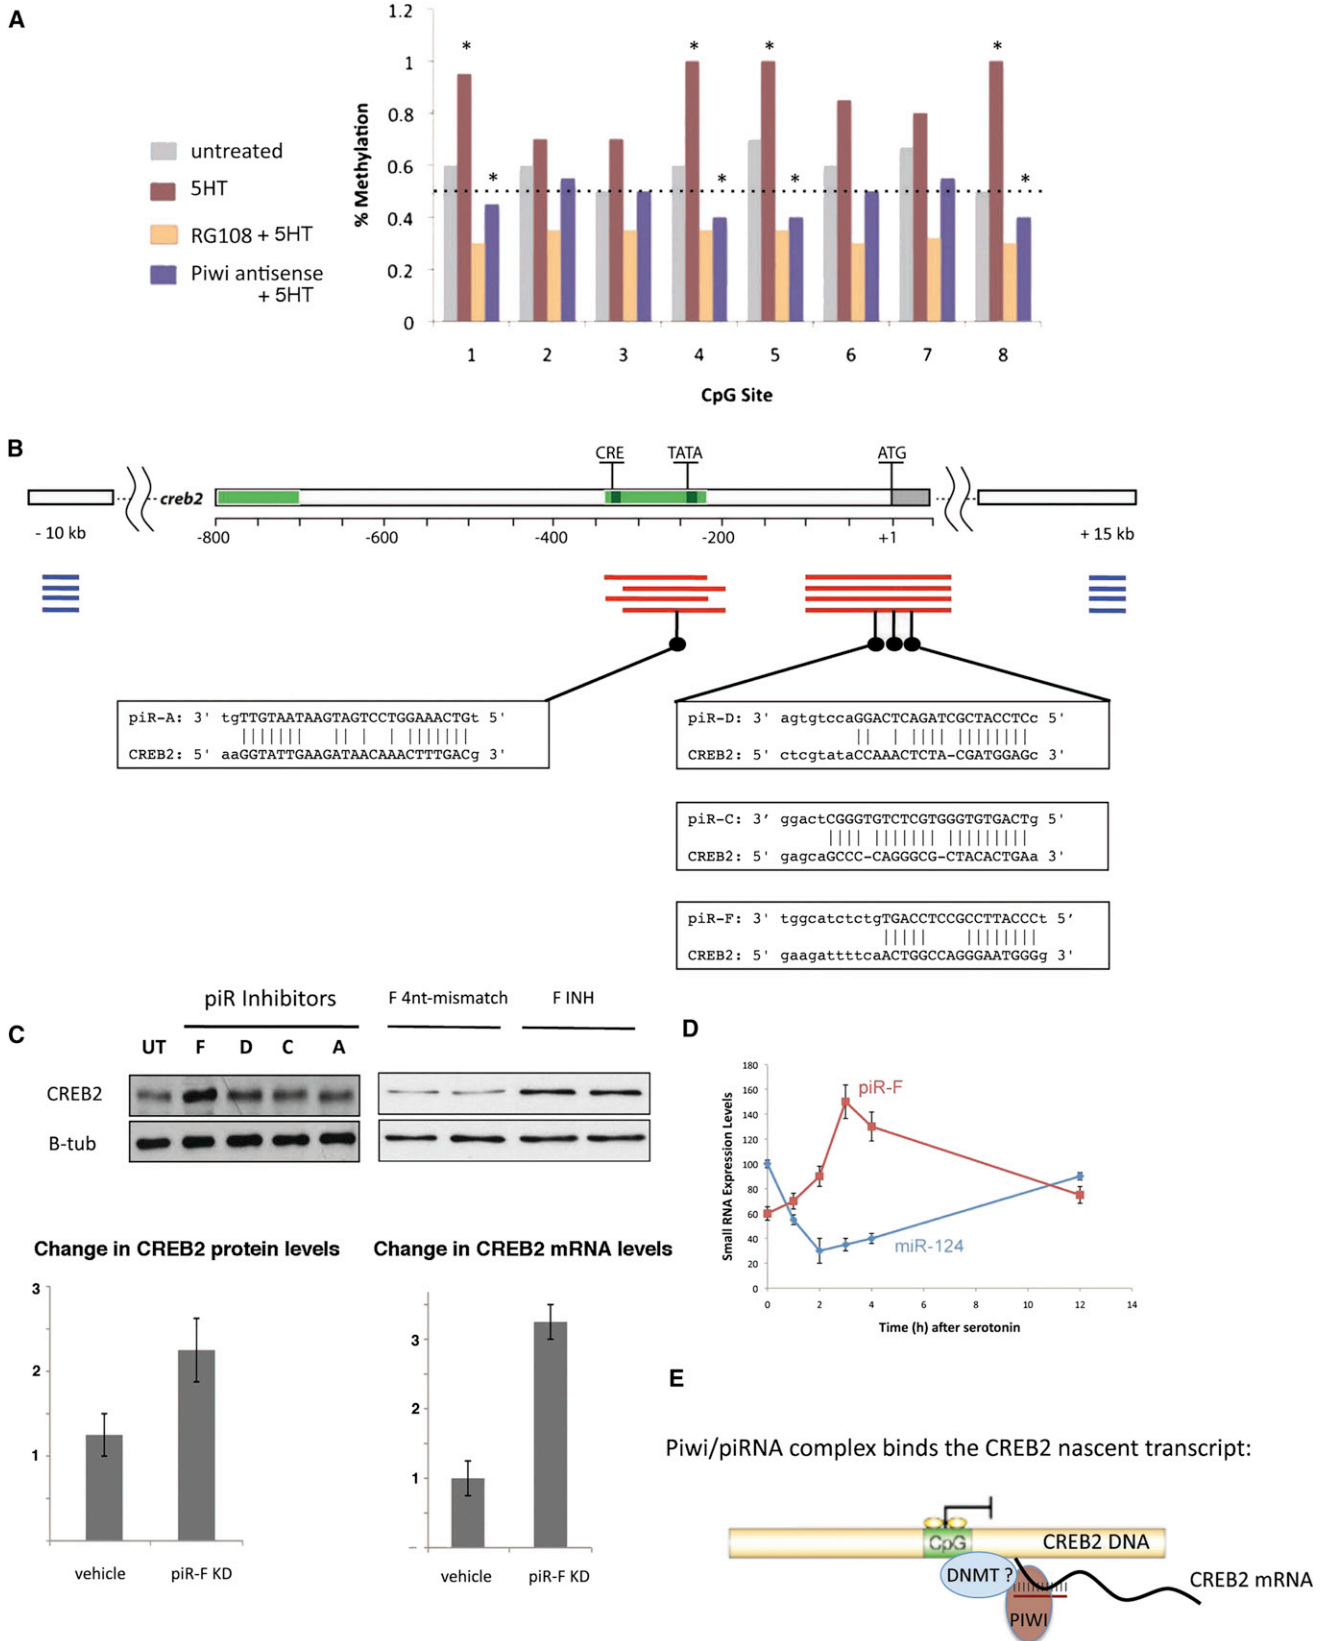 A
1.2
1
0.8
0.6
0.4
0.2
0
% Methylation
* * * * * * * *
untreated
5HT
RG108 + 5HT
Piwi antisense
+ 5HT
1 2 3 4 5 6 7 8
CpG Site
B
CRE TATA ATG
creb2
- 10 kb -800 -600 -400 -200 +1 + 15 kb
piR-A: 3' tgTTGTAATAAGTAGTCCTGGAAACTGt 5'
CREB2: 5' aaGGTATTGAAGATAACAAACTTTGACg 3'
piR-D: 3' agtgtccaGGACTCAGATCGCTACCTCc 5'
CREB2: 5' ctcgtataCCAAACTCTA-CGATGGAGc 3'
piR-C: 3' ggactCGGGTGTCTCGTGGGTGTGACTg 5'
CREB2: 5' gagcaGCCC-CAGGGCG-CTACACTGAa 3'
piR-F: 3' tggcatctctgTGACCTCCGCCTTACCCt 5'
CREB2: 5' gaagattttcaACTGGCCAGGGAATGGGg 3'
C
piR Inhibitors
F 4nt-mismatch F INH
UT F D C A
CREB2
B-tub
Change in CREB2 protein levels
3
2
1
vehicle piR-F KD
Change in CREB2 mRNA levels
3
2
1
vehicle piR-F KD
D
180
160
140
120
100
80
60
40
20
0
Small RNA Expression Levels
piR-F
miR-124
0 2 4 6 8 10 12 14
Time (h) after serotonin
E
Piwi/piRNA complex binds the CREB2 nascent transcript:
CpG
CREB2 DNA
DNMT ?
CREB2 mRNA
PIWI